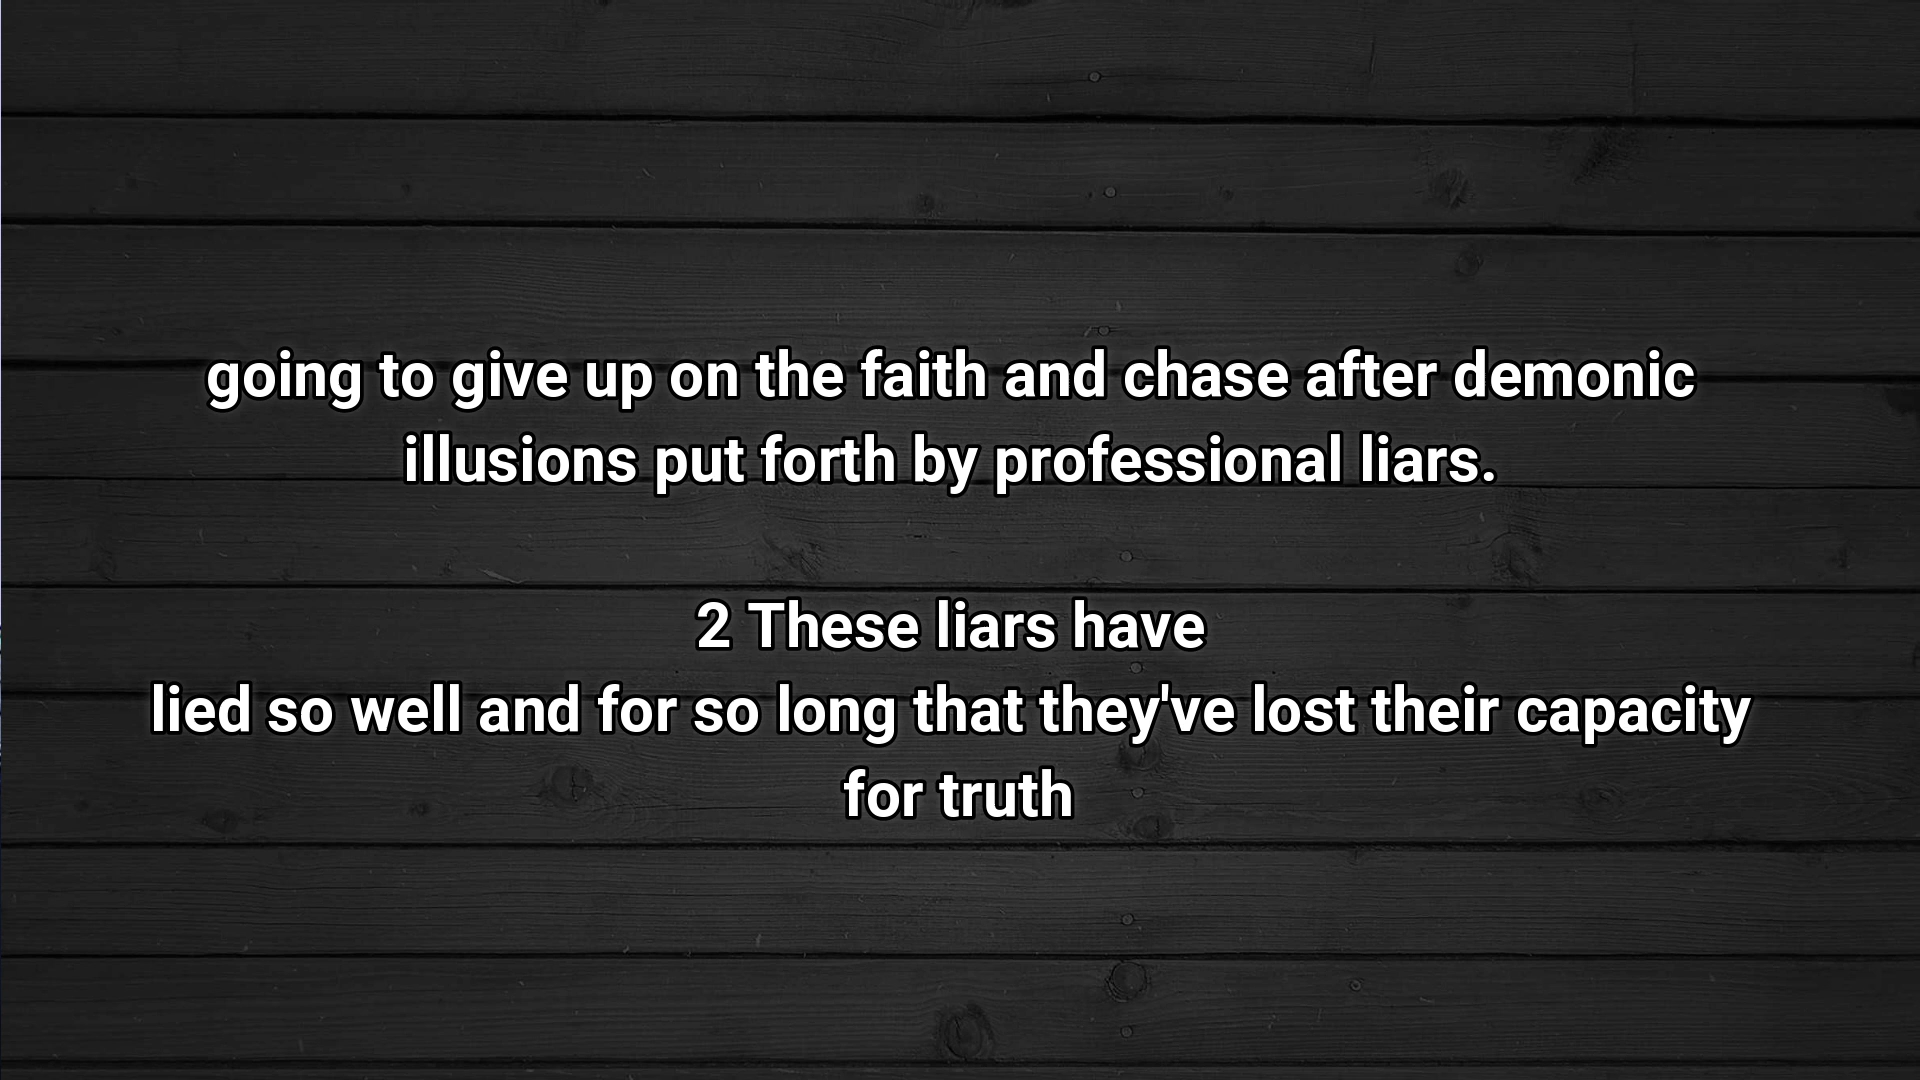 going to give up on the faith and chase after demonic
illusions put forth by professional liars.
2 These liars have
lied so well and for so long that they've lost their capacity
for truth